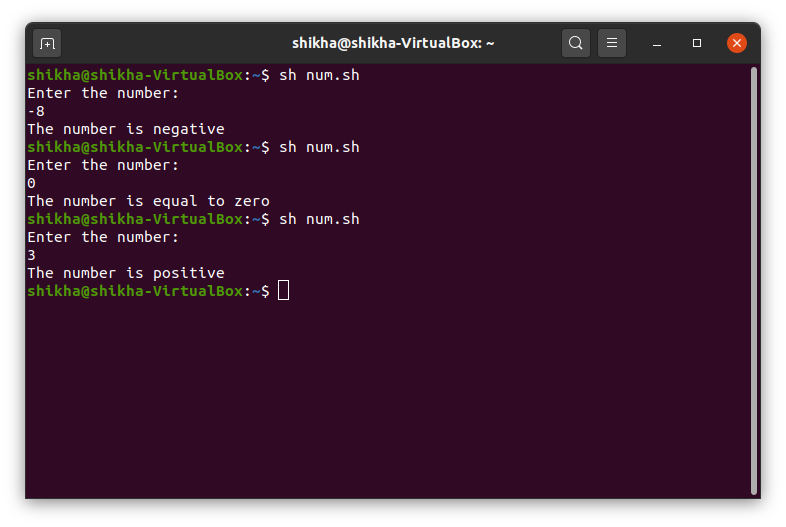 shikha@shikha-VirtualBox: ~
shikha@shikha-VirtualBox:~$ sh num.sh
Enter the number:
-8
The number is negative
shikha@shikha-VirtualBox:~$ sh num.sh
Enter the number:
0
The number is equal to zero
shikha@shikha-VirtualBox:~$ sh num.sh
Enter the number:
3
The number is positive
shikha@shikha-VirtualBox:~$